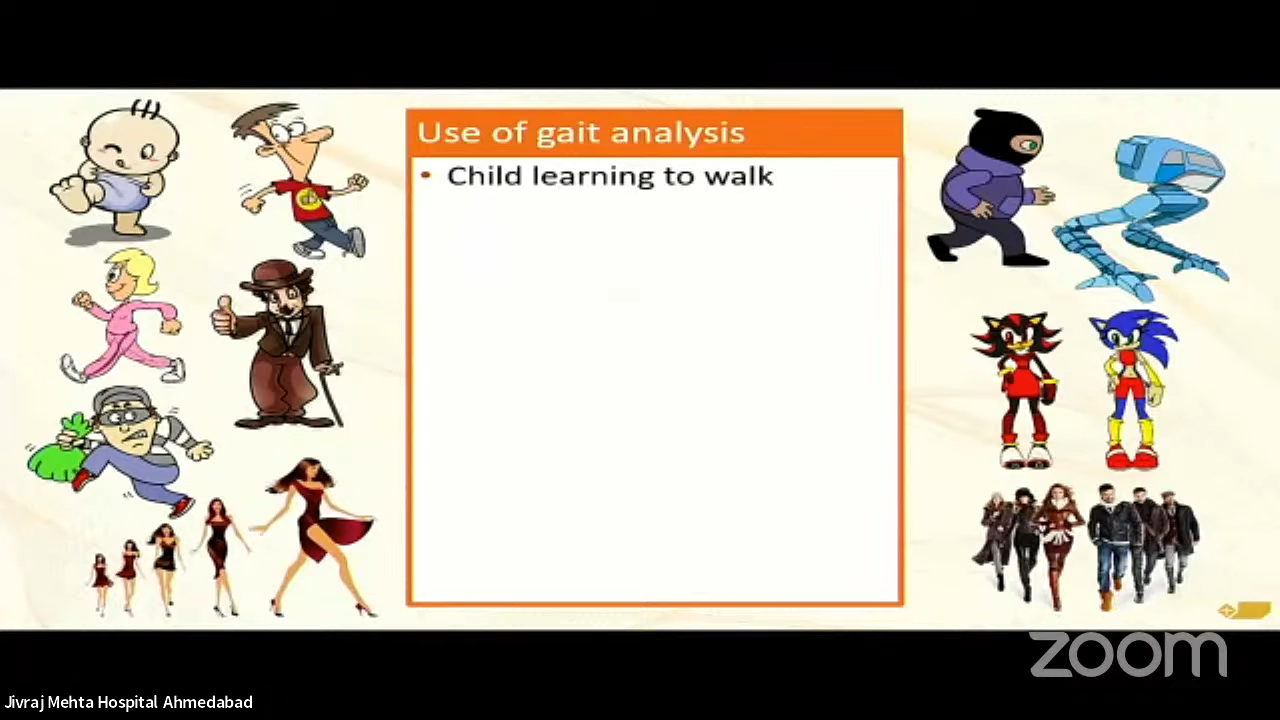 Use of gait analysis
• Child learning to walk
zoom
Jivraj Mehta Hospital Ahmedabad